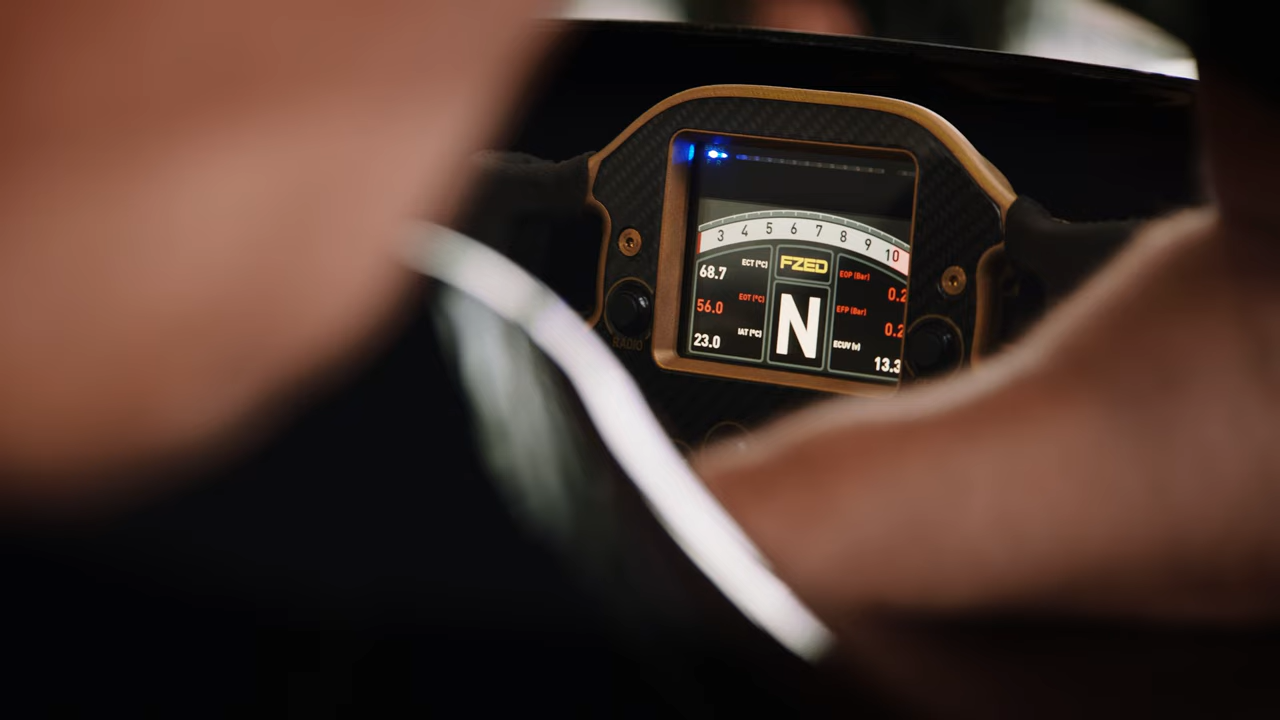 3 4 5 6 7 8 9 10
68.7 ECT (°C) FZED EOP (Bar) 0.2
56.0 EOT (°C) N EFP (Bar) 0.2
23.0 IAT (°C) ECUV (v) 13.3
RADIO